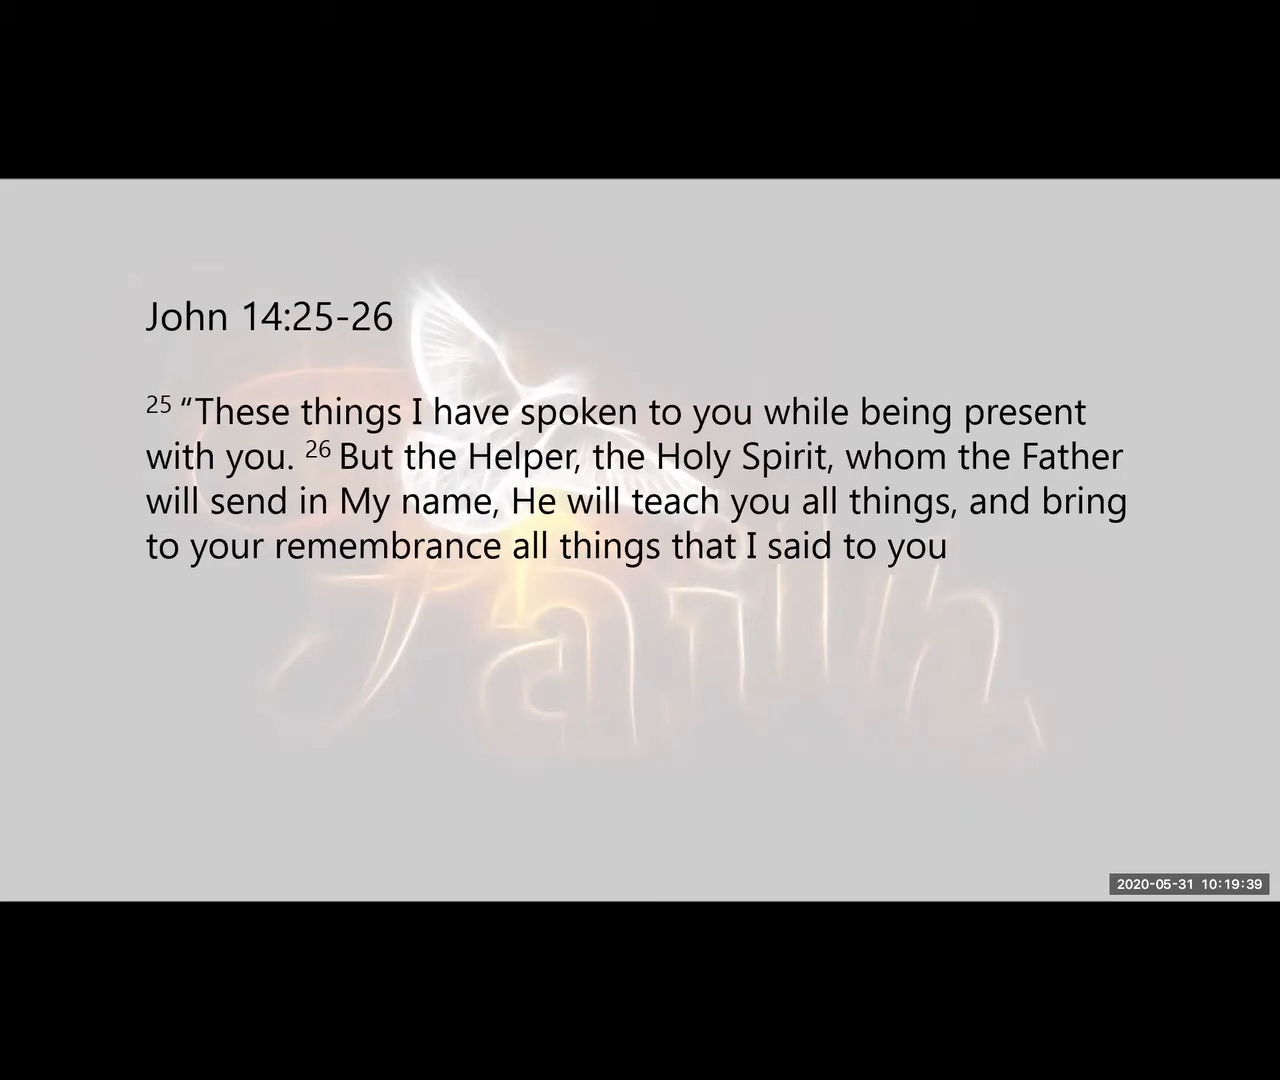 John 14:25-26
25 “These things I have spoken to you while being present
with you. 26 But the Helper, the Holy Spirit, whom the Father
will send in My name, He will teach you all things, and bring
to your remembrance all things that I said to you
Faith
2020-05-31 10:19:39